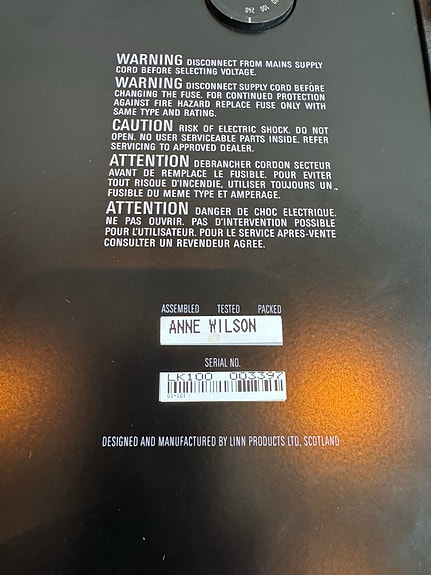 100
240
WARNING DISCONNECT FROM MAINS SUPPLY
CORD BEFORE SELECTING VOLTAGE.
WARNING DISCONNECT SUPPLY CORD BEFORE
CHANGING THE FUSE. FOR CONTINUED PROTECTION
AGAINST FIRE HAZARD REPLACE FUSE ONLY WITH
SAME TYPE AND RATING.
CAUTION RISK OF ELECTRIC SHOCK. DO NOT
OPEN. NO USER SERVICEABLE PARTS INSIDE. REFER
SERVICING TO APPROVED DEALER.
ATTENTION DEBRANCHER CORDON SECTEUR
AVANT DE REMPLACE LE FUSIBLE. POUR EVITER
TOUT RISQUE D'INCENDIE, UTILISER TOUJOURS UN
FUSIBLE DU MEME TYPE ET AMPERAGE.
ATTENTION DANGER DE CHOC ELECTRIQUE.
NE PAS OUVRIR. PAS D'INTERVENTION POSSIBLE
POUR L'UTILISATEUR. POUR LE SERVICE APRES-VENTE
CONSULTER UN REVENDEUR AGREE.
ASSEMBLED TESTED PACKED
ANNE WILSON
SERIAL NO.
LK100 003397
DESIGNED AND MANUFACTURED BY LINN PRODUCTS LTD, SCOTLAND